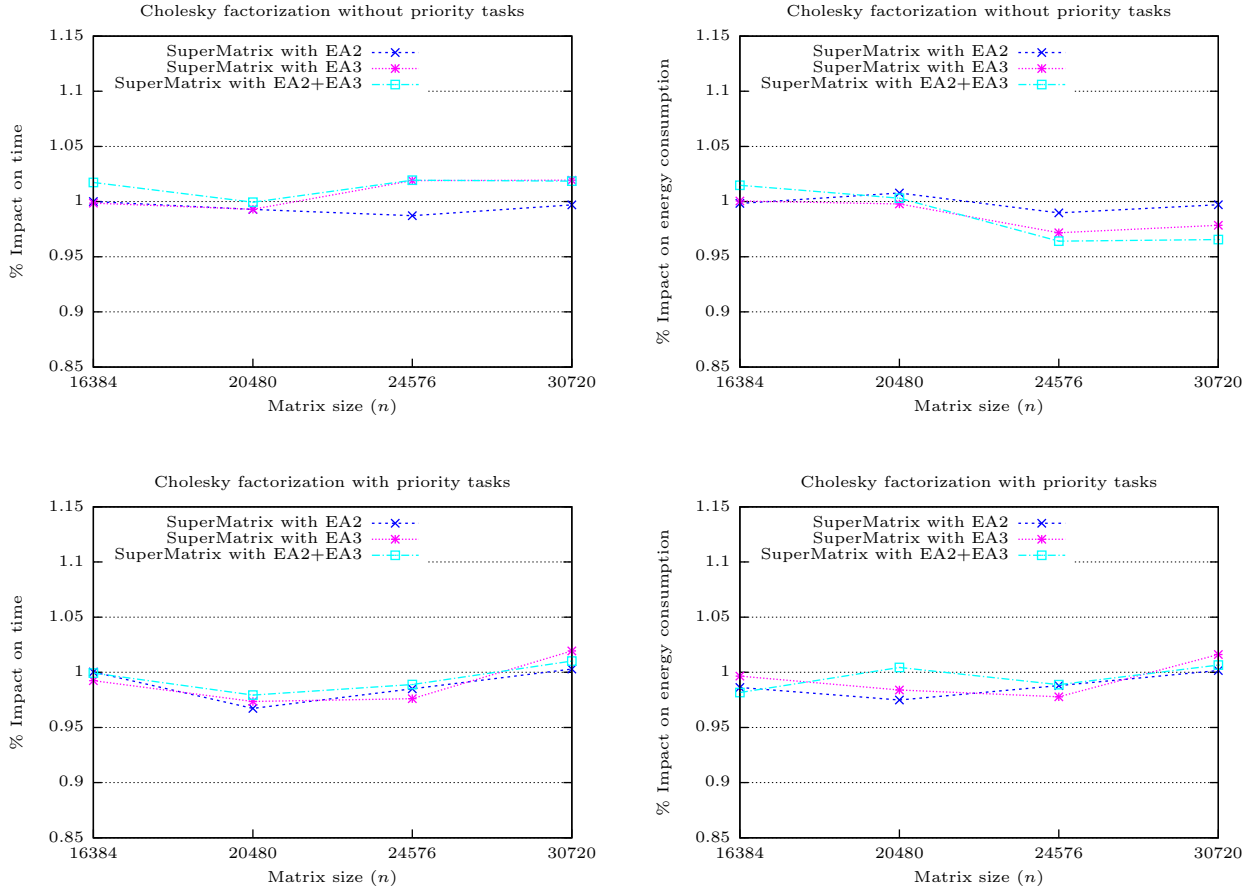 Cholesky factorization without priority tasks
1.15
SuperMatrix with EA2
SuperMatrix with EA3
SuperMatrix with EA2+EA3
1.1
1.05
1
0.95
0.9
0.85
% Impact on time
16384 20480 24576 30720
Matrix size (n)
Cholesky factorization without priority tasks
1.15
SuperMatrix with EA2
SuperMatrix with EA3
SuperMatrix with EA2+EA3
1.1
1.05
1
0.95
0.9
0.85
% Impact on energy consumption
16384 20480 24576 30720
Matrix size (n)
Cholesky factorization with priority tasks
1.15
SuperMatrix with EA2
SuperMatrix with EA3
SuperMatrix with EA2+EA3
1.1
1.05
1
0.95
0.9
0.85
% Impact on time
16384 20480 24576 30720
Matrix size (n)
Cholesky factorization with priority tasks
1.15
SuperMatrix with EA2
SuperMatrix with EA3
SuperMatrix with EA2+EA3
1.1
1.05
1
0.95
0.9
0.85
% Impact on energy consumption
16384 20480 24576 30720
Matrix size (n)